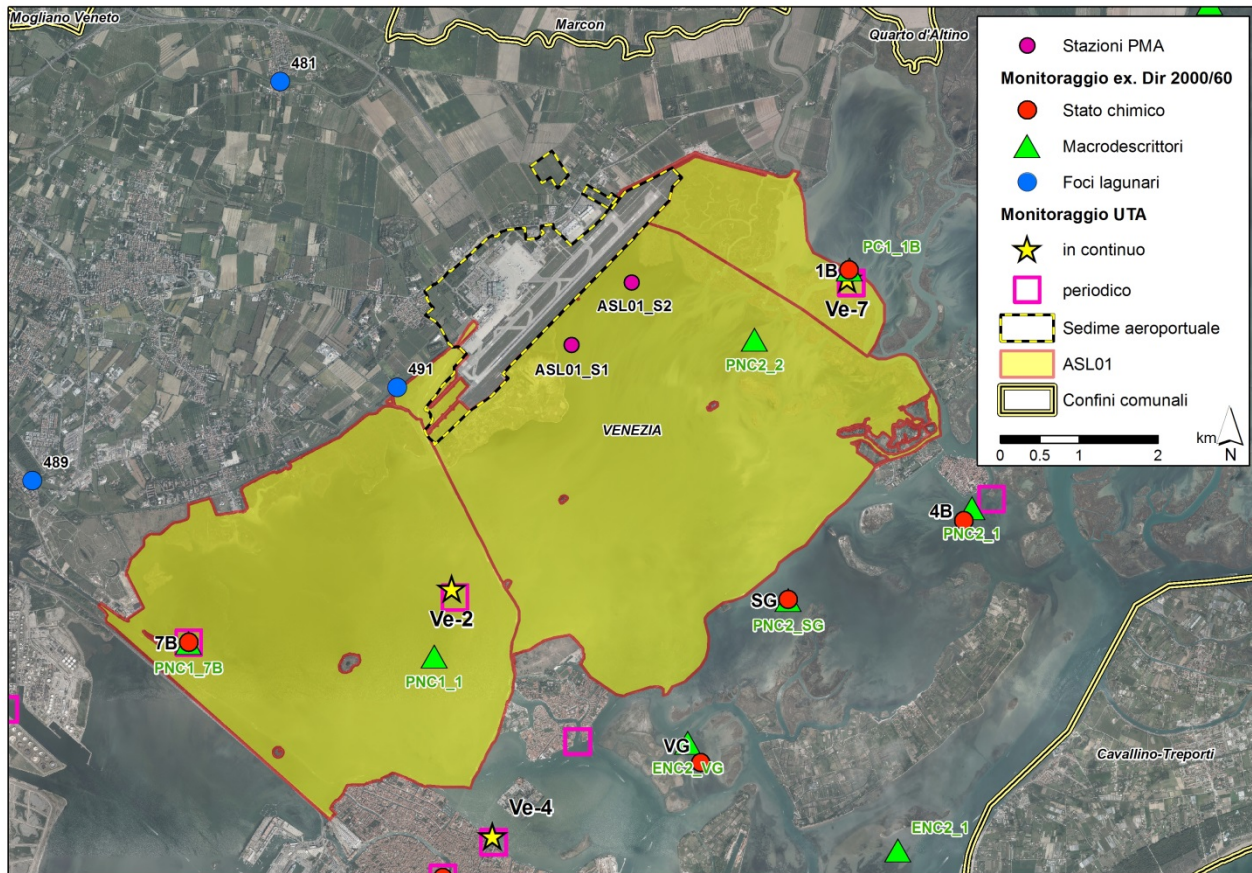 Mogliano Veneto
Marcon
Quarto d'Altino
481
491
489
ASL01_S2
ASL01_S1
VENEZIA
1B
PC1_1B
Ve-7
PNC2_2
4B
PNC2_1
SG
PNC2_SG
Ve-2
7B
PNC1_7B
PNC1_1
VG
ENC2_VG
Ve-4
ENC2_1
Cavallino-Treporti
Stazioni PMA
Monitoraggio ex. Dir 2000/60
Stato chimico
Macrodescrittori
Foci lagunari
Monitoraggio UTA
in continuo
periodico
Sedime aeroportuale
ASL01
Confini comunali
km
0 0.5 1 2
N